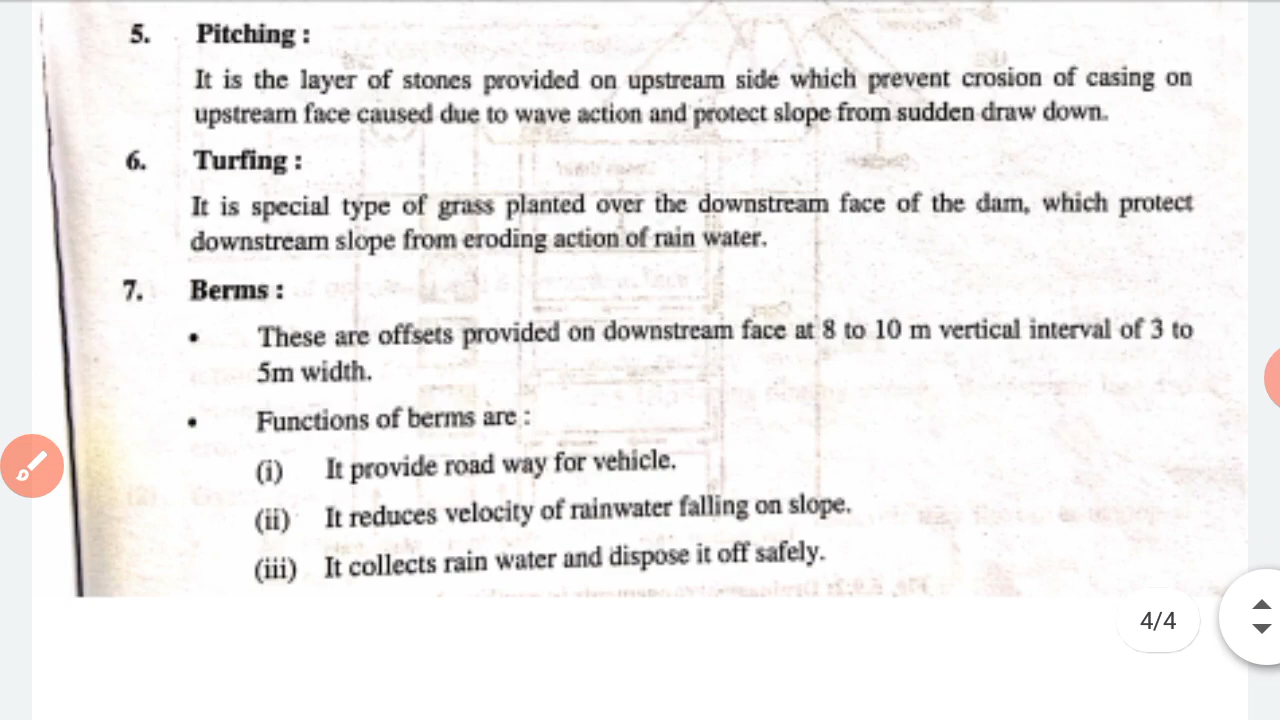 5. Pitching :
It is the layer of stones provided on upstream side which prevent crosion of casing on
upstream face caused due to wave action and protect slope from sudden draw down.
6. Turfing :
It is special type of grass planted over the downstream face of the dam, which protect
downstream slope from eroding action of rain water.
7. Berms :
• These are offsets provided on downstream face at 8 to 10 m vertical interval of 3 to
5m width.
• Functions of berms are :
(i) It provide road way for vehicle.
(ii) It reduces velocity of rainwater falling on slope.
(iii) It collects rain water and dispose it off safely.
4/4